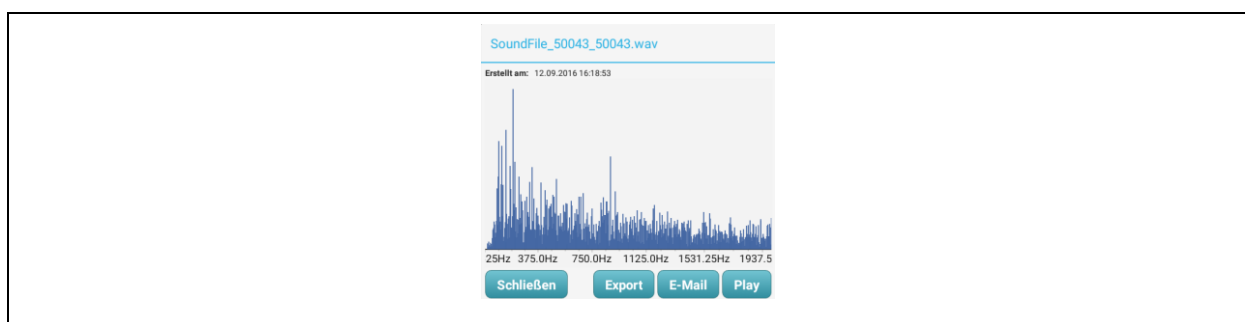 SoundFile_50043_50043.wav
Erstellt am: 12.09.2016 16:18:53
25Hz 375.0Hz 750.0Hz 1125.0Hz 1531.25Hz 1937.5
Schließen Export E-Mail Play